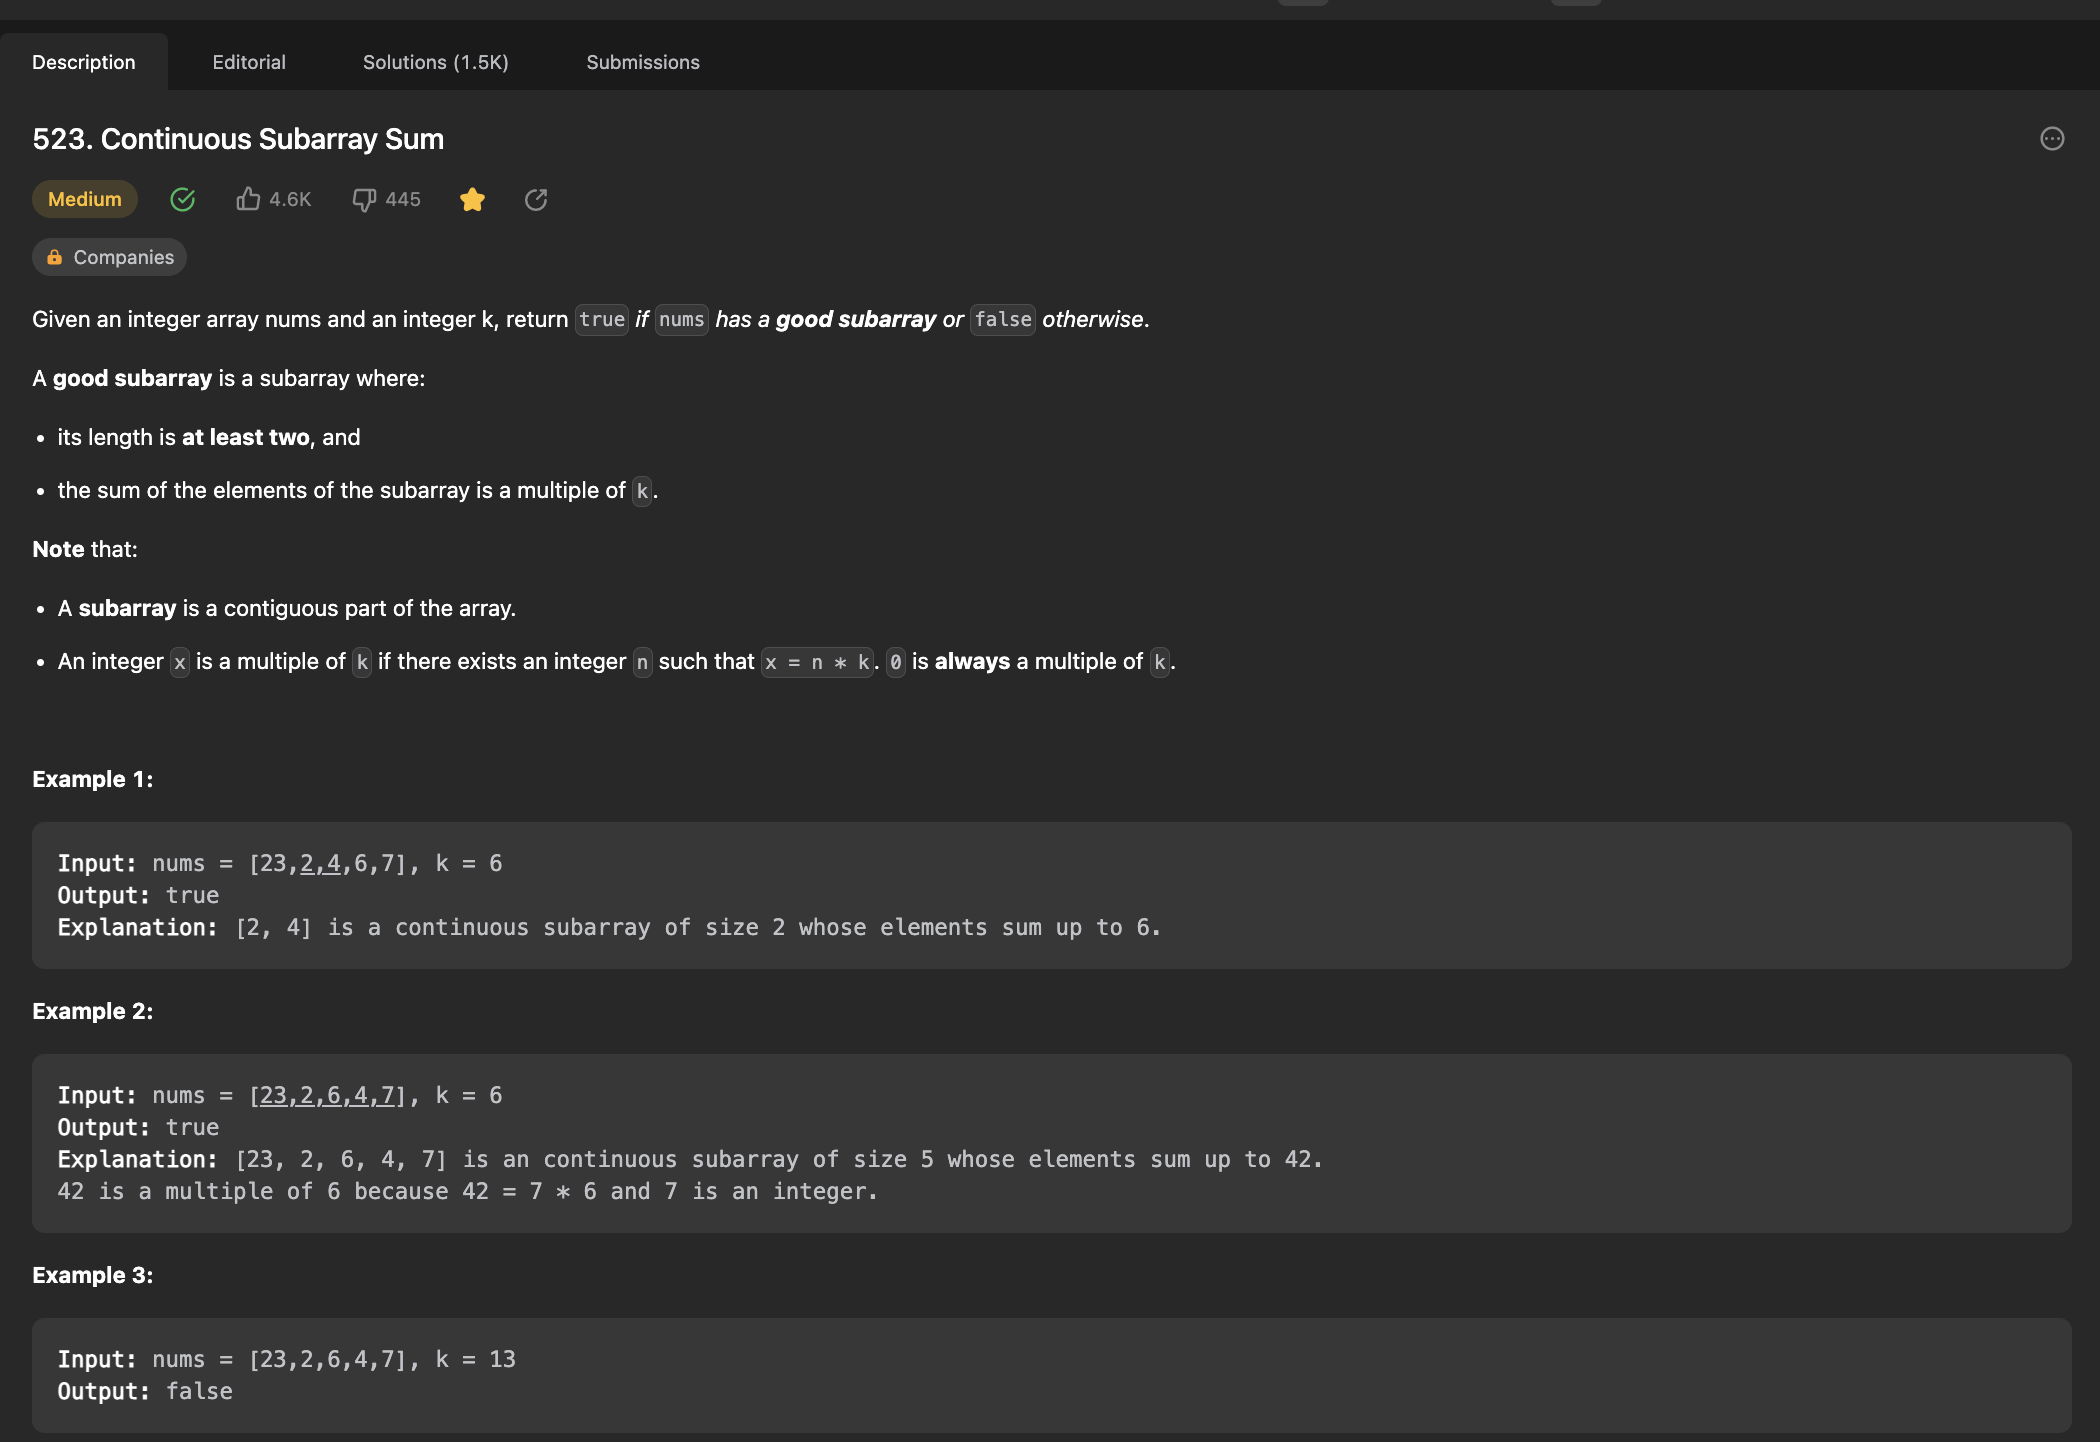 Description Editorial Solutions (1.5K) Submissions
523. Continuous Subarray Sum
Medium 4.6K 445
Companies
Given an integer array nums and an integer k, return true if nums has a good subarray or false otherwise.
A good subarray is a subarray where:
• its length is at least two, and
• the sum of the elements of the subarray is a multiple of k.
Note that:
• A subarray is a contiguous part of the array.
• An integer x is a multiple of k if there exists an integer n such that x = n * k. 0 is always a multiple of k.
Example 1:
Input: nums = [23,2,4,6,7], k = 6
Output: true
Explanation: [2, 4] is a continuous subarray of size 2 whose elements sum up to 6.
Example 2:
Input: nums = [23,2,6,4,7], k = 6
Output: true
Explanation: [23, 2, 6, 4, 7] is an continuous subarray of size 5 whose elements sum up to 42.
42 is a multiple of 6 because 42 = 7 * 6 and 7 is an integer.
Example 3:
Input: nums = [23,2,6,4,7], k = 13
Output: false